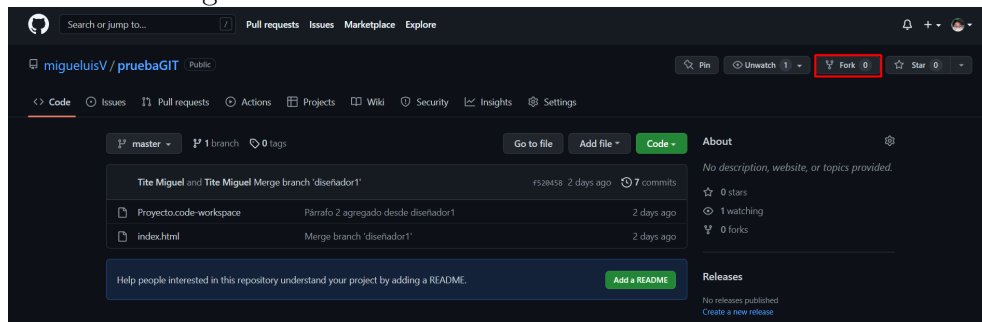 Search or jump to... / Pull requests Issues Marketplace Explore
migueluisV / pruebaGIT Public Pin Unwatch 1 Fork 0 Star 0
Code Issues Pull requests Actions Projects Wiki Security Insights Settings
master 1 branch 0 tags Go to file Add file Code
About
No description, website, or topics provided.
Tite Miguel and Tite Miguel Merge branch 'diseñador1' f520458 2 days ago 7 commits
0 stars
Proyecto.code-workspace Párrafo 2 agregado desde diseñador1 2 days ago
1 watching
index.html Merge branch 'diseñador1' 2 days ago
0 forks
Help people interested in this repository understand your project by adding a README. Add a README
Releases
No releases published
Create a new release